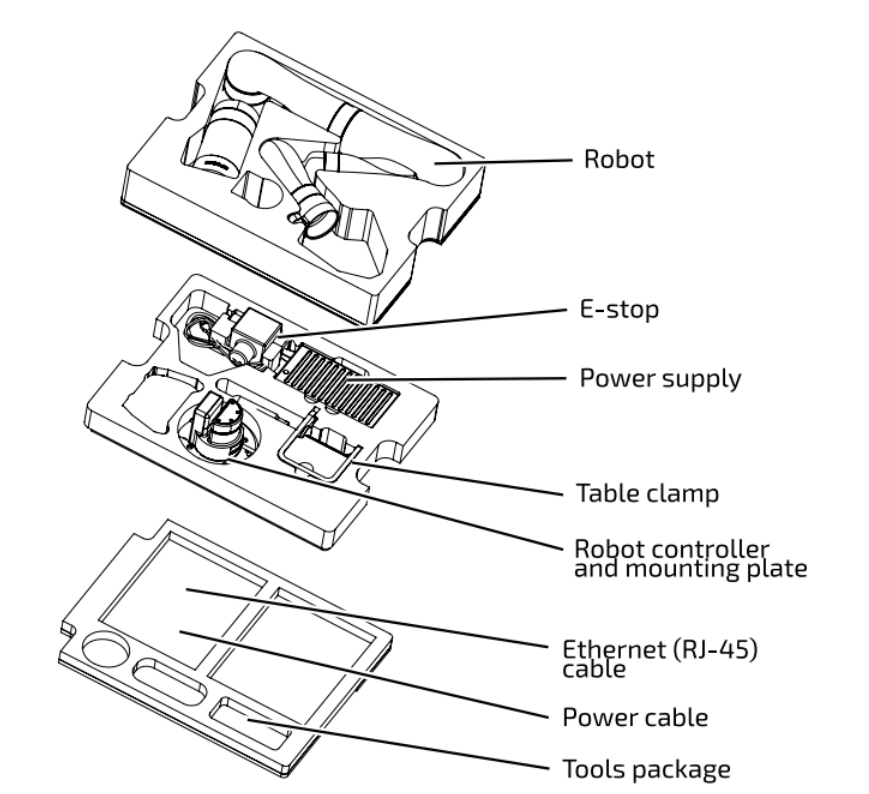 Robot
E-stop
Power supply
Table clamp
Robot controller
and mounting plate
Ethernet (RJ-45)
cable
Power cable
Tools package